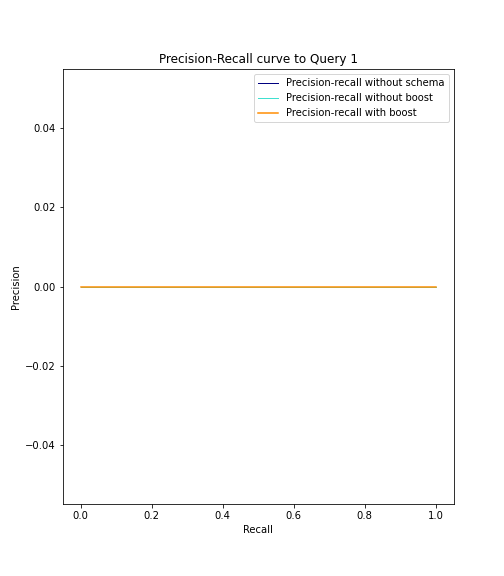 Precision-Recall curve to Query 1
Precision-recall without schema
Precision-recall without boost
Precision-recall with boost
0.04
0.02
0.00
−0.02
−0.04
Precision
0.0 0.2 0.4 0.6 0.8 1.0
Recall